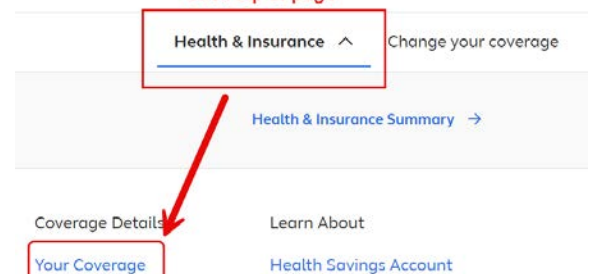 Health & Insurance Change your coverage
Health & Insurance Summary →
Coverage Details Learn About
Your Coverage Health Savings Account